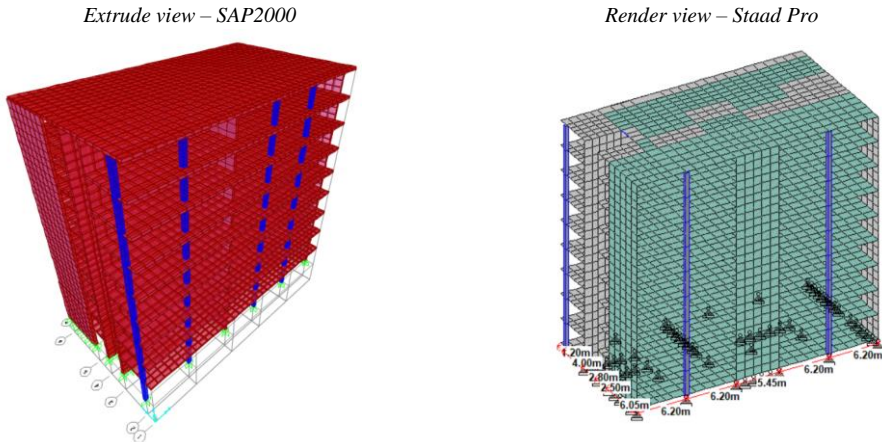 Extrude view – SAP2000
Render view – Staad Pro
1.20m
4.00m
2.80m
2.50m
6.05m
6.20m
6.20m
5.45m
6.20m
6.20m